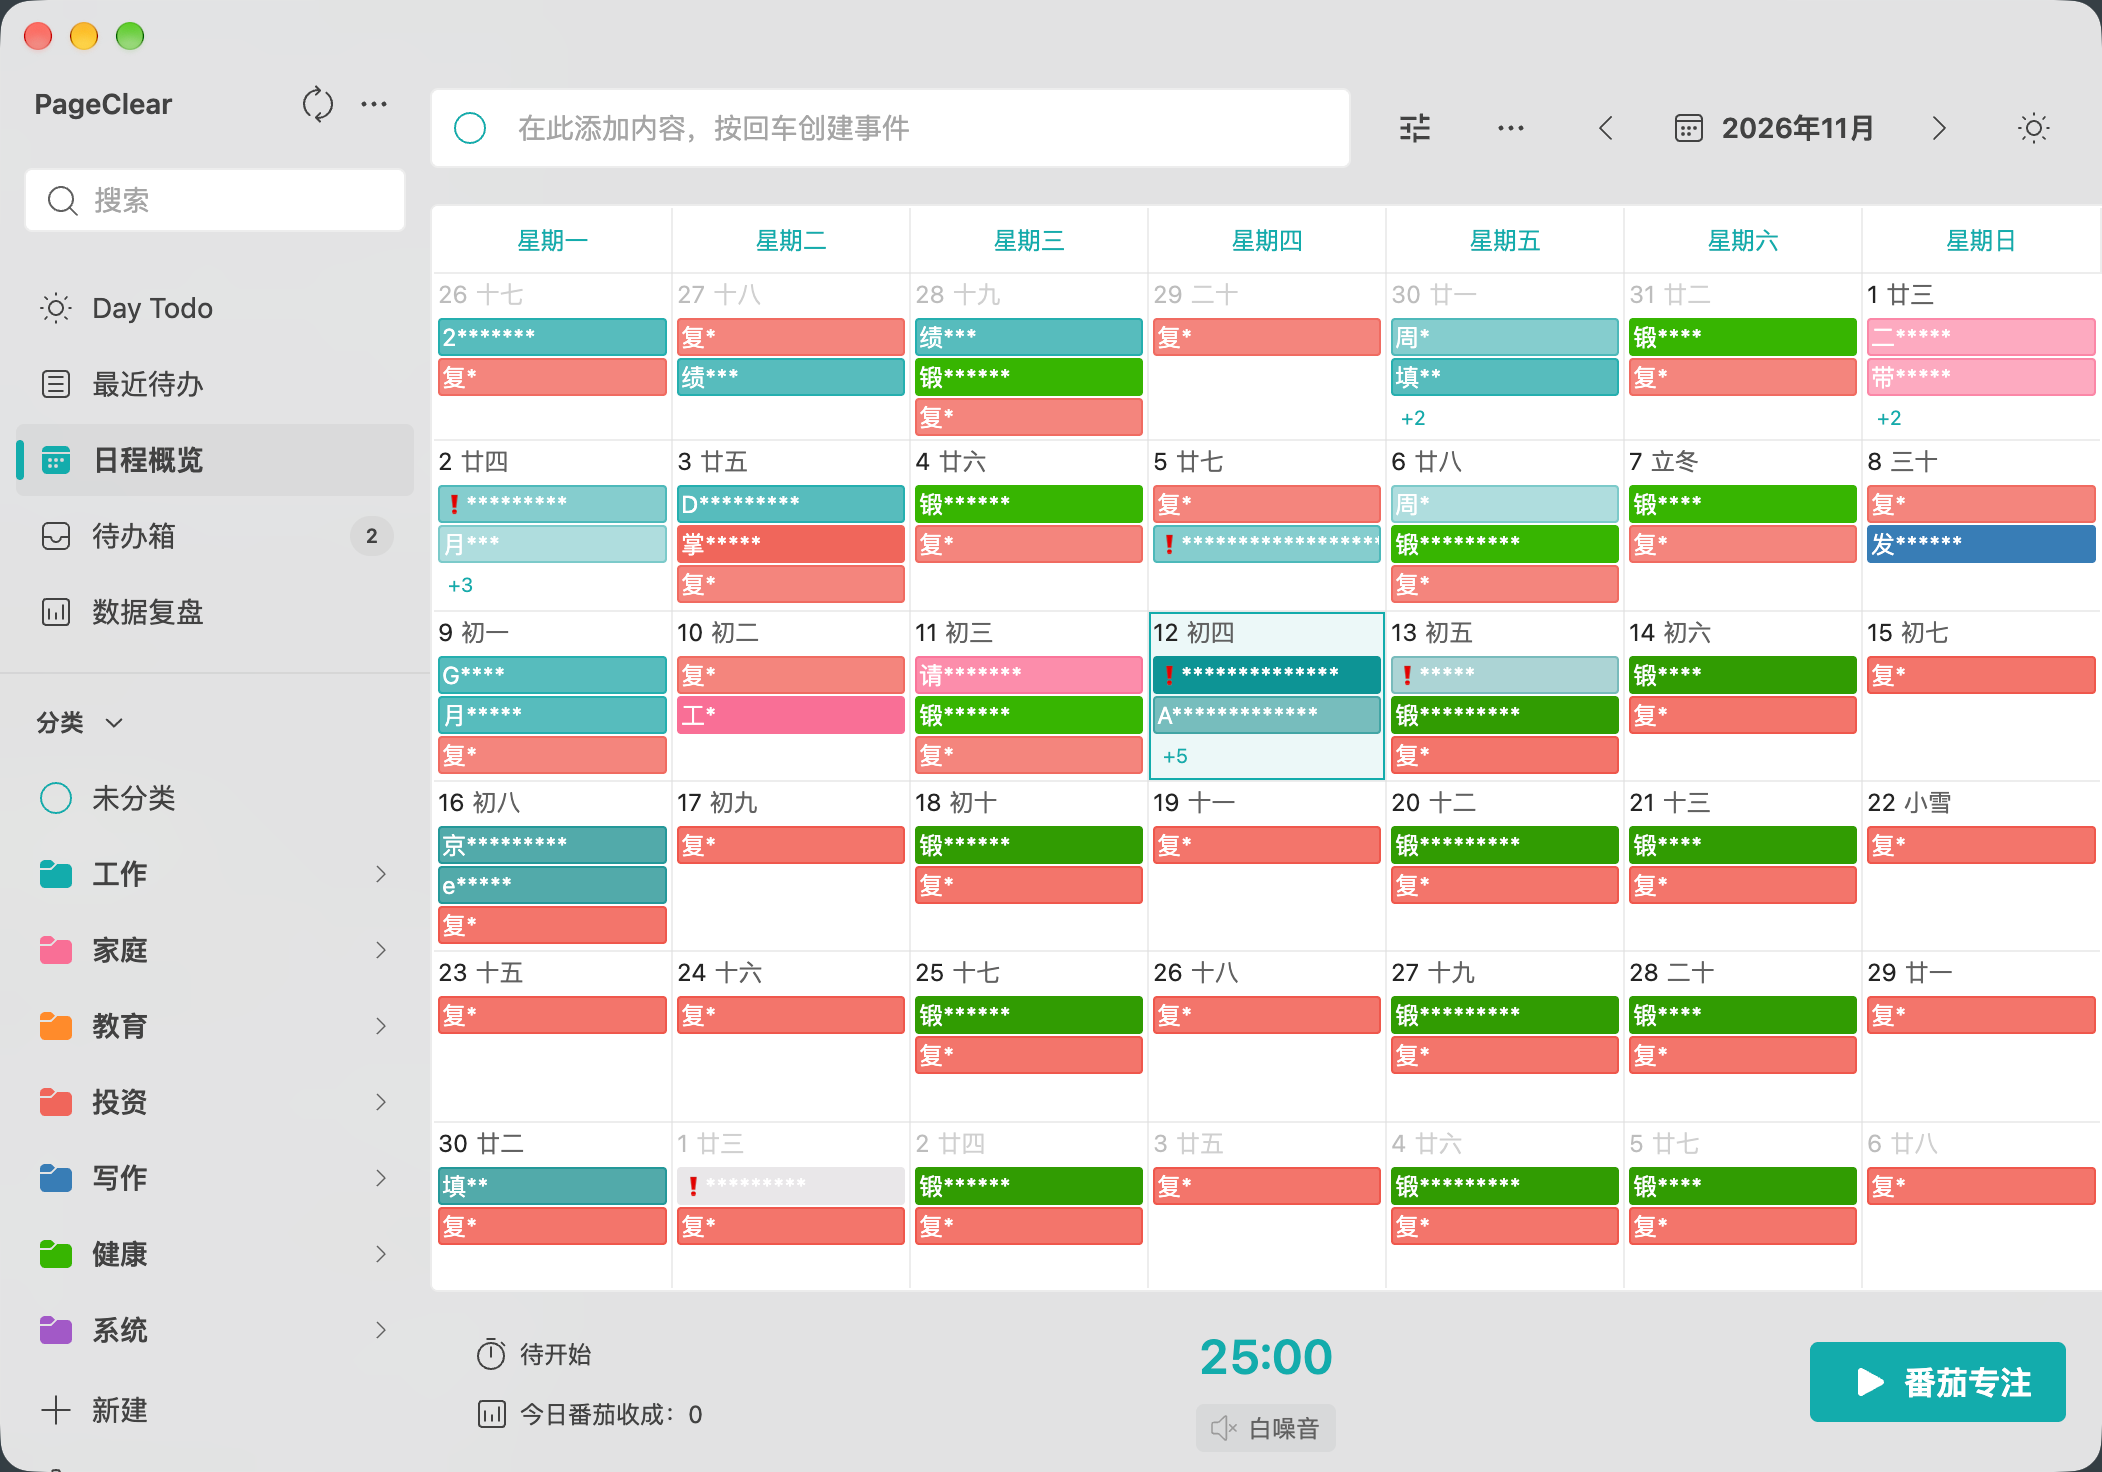 PageClear
搜索
Day Todo
最近待办
日程概览
待办箱 2
数据复盘
分类
未分类
工作
家庭
教育
投资
写作
健康
系统
新建
在此添加内容，按回车创建事件
2026年11月
星期一 星期二 星期三 星期四 星期五 星期六 星期日
26 十七 27 十八 28 十九 29 二十 30 廿一 31 廿二 1 廿三
2******* 复* 绩*** 复* 周* 锻**** 二*****
复* 绩*** 锻****** 填** 复* 带*****
复* +2 +2
2 廿四 3 廿五 4 廿六 5 廿七 6 廿八 7 立冬 8 三十
❗********* D********* 锻****** 复* 周* 锻**** 复*
月*** 掌***** 复* ❗****************** 锻********* 复* 发******
+3 复* 复*
9 初一 10 初二 11 初三 12 初四 13 初五 14 初六 15 初七
G**** 复* 请******* ❗************** ❗***** 锻**** 复*
月***** 工* 锻****** A************* 锻********* 复*
复* 复* +5 复*
16 初八 17 初九 18 初十 19 十一 20 十二 21 十三 22 小雪
京********* 复* 锻****** 复* 锻********* 锻**** 复*
e***** 复* 复* 复*
复*
23 十五 24 十六 25 十七 26 十八 27 十九 28 二十 29 廿一
复* 复* 锻****** 复* 锻********* 锻**** 复*
复* 复* 复*
30 廿二 1 廿三 2 廿四 3 廿五 4 廿六 5 廿七 6 廿八
填** ❗********* 锻****** 复* 锻********* 锻**** 复*
复* 复* 复* 复* 复*
待开始
今日番茄收成：0
25:00
白噪音
番茄专注